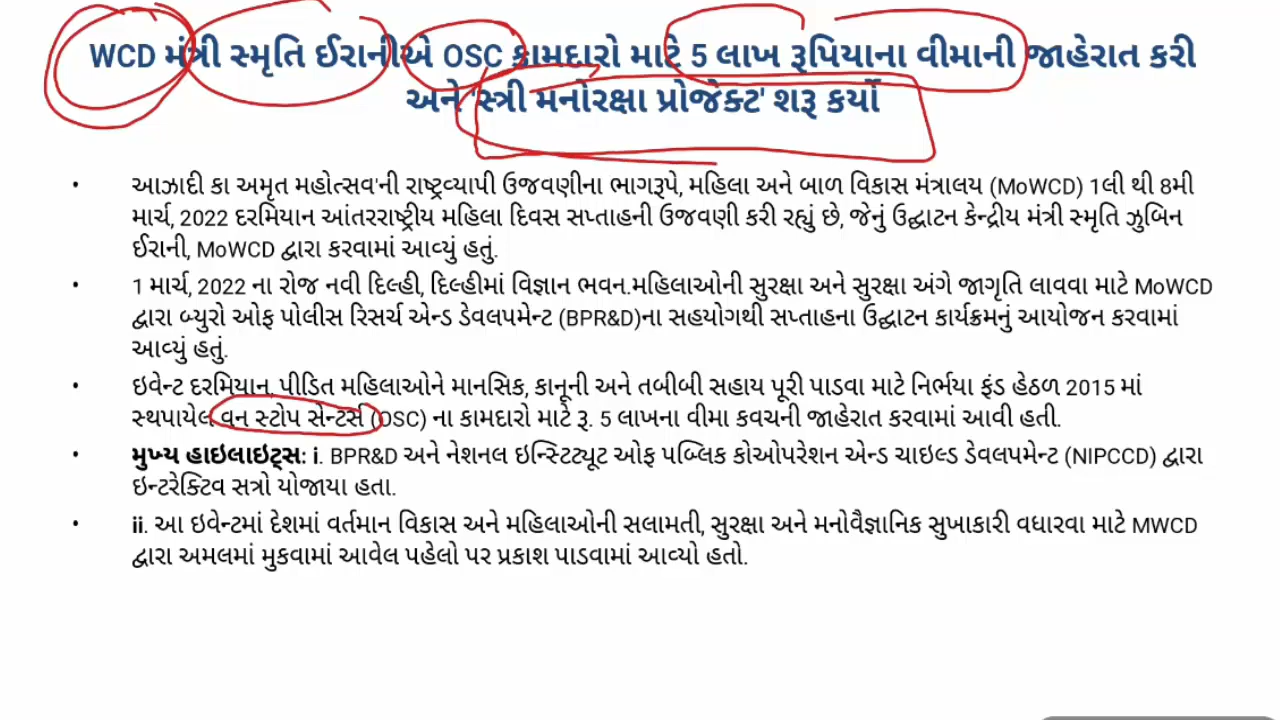 WCD મંત્રી સ્મૃતિ ઈરાનીએ OSC કામદારો માટે 5 લાખ રૂપિયાના વીમાની જાહેરાત કરી
અને 'સ્ત્રી મનોરક્ષા પ્રોજેક્ટ' શરૂ કર્યો
• આઝાદી કા અમૃત મહોત્સવ'ની રાષ્ટ્રવ્યાપી ઉજવણીના ભાગરૂપે, મહિલા અને બાળ વિકાસ મંત્રાલય (MoWCD) 1લી થી 8મી
માર્ચ, 2022 દરમિયાન આંતરરાષ્ટ્રીય મહિલા દિવસ સપ્તાહની ઉજવણી કરી રહ્યું છે, જેનું ઉદ્ઘાટન કેન્દ્રીય મંત્રી સ્મૃતિ ઝુબિન
ઈરાની, MoWCD દ્વારા કરવામાં આવ્યું હતું.
• 1 માર્ચ, 2022 ના રોજ નવી દિલ્હી, દિલ્હીમાં વિજ્ઞાન ભવન.મહિલાઓની સુરક્ષા અને સુરક્ષા અંગે જાગૃતિ લાવવા માટે MoWCD
દ્વારા બ્યુરો ઓફ પોલીસ રિસર્ચ એન્ડ ડેવલપમેન્ટ (BPR&D)ના સહયોગથી સપ્તાહના ઉદ્ઘાટન કાર્યક્રમનું આયોજન કરવામાં
આવ્યું હતું.
• ઇવેન્ટ દરમિયાન, પીડિત મહિલાઓને માનસિક, કાનૂની અને તબીબી સહાય પૂરી પાડવા માટે નિર્ભયા ફંડ હેઠળ 2015 માં
સ્થપાયેલ વન સ્ટોપ સેન્ટર્સ (OSC) ના કામદારો માટે રૂ. 5 લાખના વીમા કવચની જાહેરાત કરવામાં આવી હતી.
• મુખ્ય હાઇલાઇટ્સ: i. BPR&D અને નેશનલ ઇન્સ્ટિટ્યૂટ ઓફ પબ્લિક કોઓપરેશન એન્ડ ચાઇલ્ડ ડેવલપમેન્ટ (NIPCCD) દ્વારા
ઇન્ટરેક્ટિવ સત્રો યોજાયા હતા.
• ii. આ ઇવેન્ટમાં દેશમાં વર્તમાન વિકાસ અને મહિલાઓની સલામતી, સુરક્ષા અને મનોવૈજ્ઞાનિક સુખાકારી વધારવા માટે MWCD
દ્વારા અમલમાં મુકવામાં આવેલ પહેલો પર પ્રકાશ પાડવામાં આવ્યો હતો.